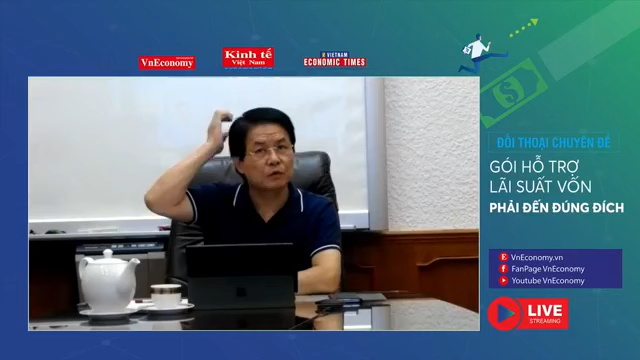 VnEconomy
Kinh tế
Việt Nam
VIETNAM
ECONOMIC TIMES
ĐỐI THOẠI CHUYÊN ĐỀ
GÓI HỖ TRỢ
LÃI SUẤT VỐN
PHẢI ĐẾN ĐÚNG ĐÍCH
VnEconomy.vn
FanPage VnEconomy
Youtube VnEconomy
LIVE
STREAMING